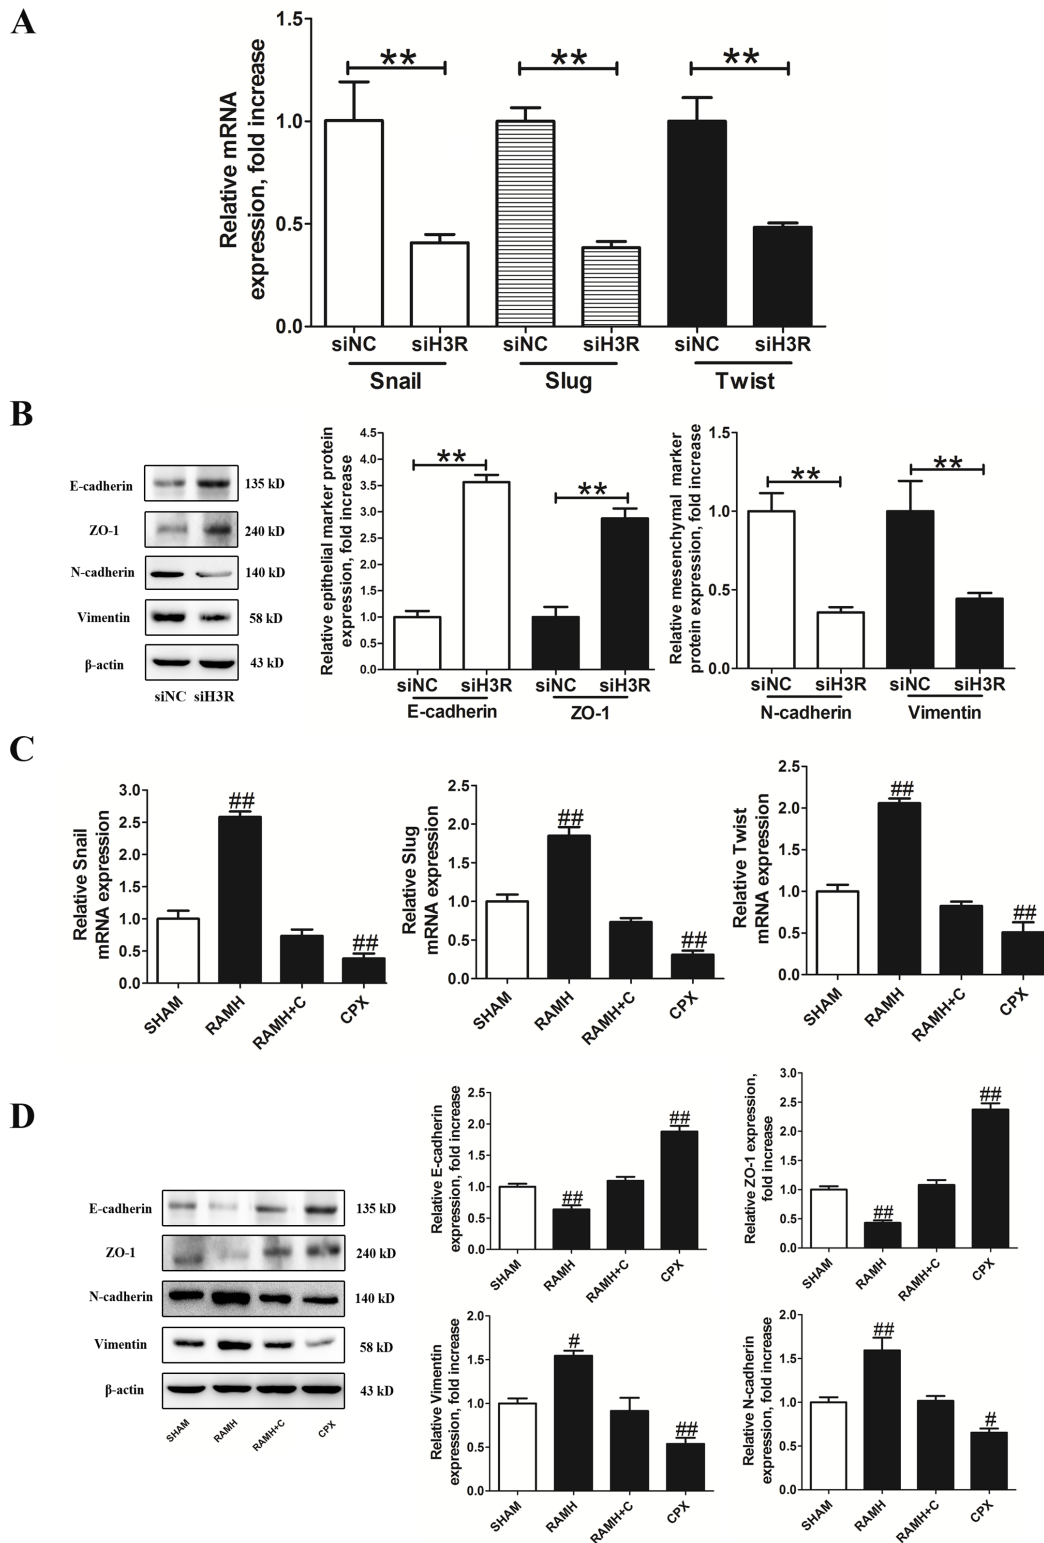 A
Relative mRNA
expression, fold increase
1.5
1.0
0.5
0.0
** ** **
siNC siH3R siNC siH3R siNC siH3R
Snail Slug Twist
B
E-cadherin 135 kD
ZO-1 240 kD
N-cadherin 140 kD
Vimentin 58 kD
β-actin 43 kD
siNC siH3R
Relative epithelial marker protein
expression, fold increase
4.5
4.0
3.5
3.0
2.5
2.0
1.5
1.0
0.5
0.0
** **
siNC siH3R siNC siH3R
E-cadherin ZO-1
Relative mesenchymal marker
protein expression, fold increase
1.5
1.0
0.5
0.0
** **
siNC siH3R siNC siH3R
N-cadherin Vimentin
C
Relative Snail
mRNA expression
3.0
2.5
2.0
1.5
1.0
0.5
0.0
## ##
SHAM RAMH RAMH+C CPX
Relative Slug
mRNA expression
2.5
2.0
1.5
1.0
0.5
0.0
## ##
SHAM RAMH RAMH+C CPX
Relative Twist
mRNA expression
2.5
2.0
1.5
1.0
0.5
0.0
## ##
SHAM RAMH RAMH+C CPX
D
E-cadherin 135 kD
ZO-1 240 kD
N-cadherin 140 kD
Vimentin 58 kD
β-actin 43 kD
SHAM RAMH RAMH+C CPX
Relative E-cadherin
expression, fold increase
2.5
2.0
1.5
1.0
0.5
0.0
## ##
SHAM RAMH RAMH+C CPX
Relative ZO-1 expression,
fold increase
3.0
2.5
2.0
1.5
1.0
0.5
0.0
## ##
SHAM RAMH RAMH+C CPX
Relative Vimentin
expression, fold increase
2.0
1.5
1.0
0.5
0.0
# ##
SHAM RAMH RAMH+C CPX
Relative N-cadherin
expression, fold increase
2.0
1.5
1.0
0.5
0.0
## #
SHAM RAMH RAMH+C CPX